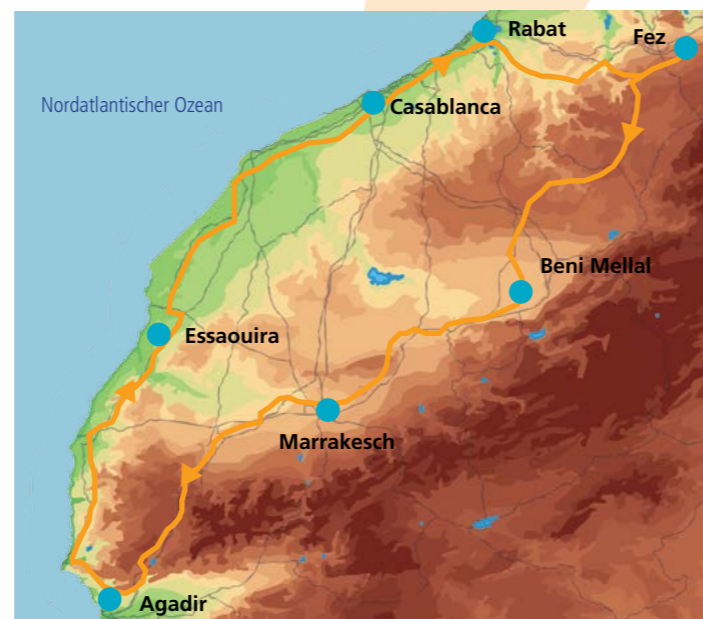 Rabat
Fez
Nordatlantischer Ozean
Casablanca
Beni Mellal
Essaouira
Marrakesch
Agadir